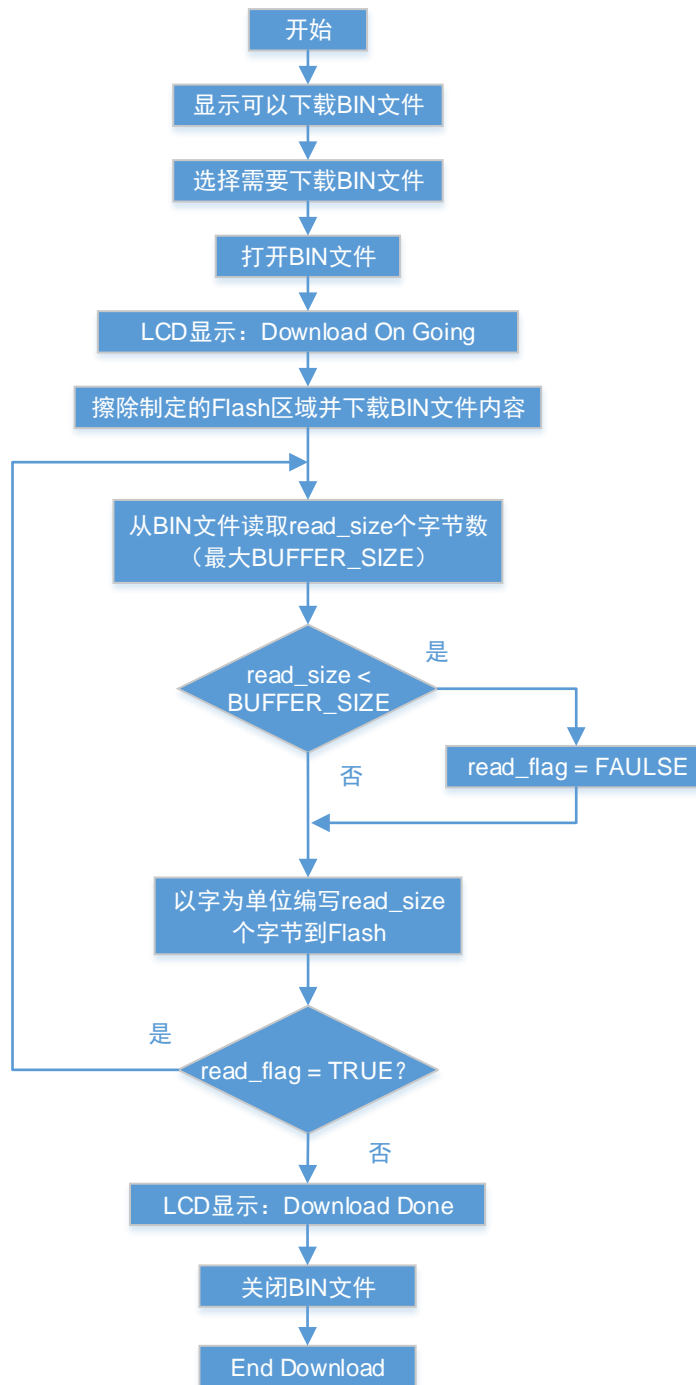 开始
显示可以下载BIN文件
选择需要下载BIN文件
打开BIN文件
LCD显示：Download On Going
擦除制定的Flash区域并下载BIN文件内容
从BIN文件读取read_size个字节数
（最大BUFFER_SIZE）
read_size <
BUFFER_SIZE
是
read_flag = FAULSE
否
以字为单位编写read_size
个字节到Flash
是
read_flag = TRUE?
否
LCD显示：Download Done
关闭BIN文件
End Download